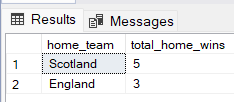 Results Messages
home_team total_home_wins
1 Scotland 5
2 England 3